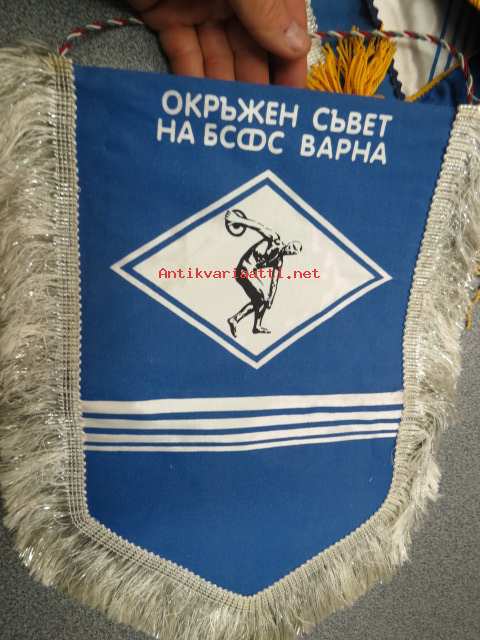 ОКРЪЖЕН СЪВЕТ
НА БСФС ВАРНА
Antikvariaatti.net